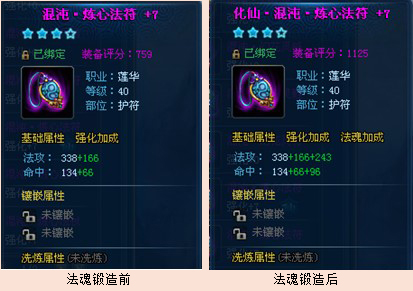 混沌·炼心法符 +7
已绑定 装备评分：759
职业：莲华
等级：40
部位：护符
基础属性 强化加成
法攻： 338+166
命中： 134+66
镶嵌属性
未镶嵌
未镶嵌
洗炼属性(未洗炼)
法魂锻造前
化仙·混沌·炼心法符 +7
已绑定 装备评分：1125
职业：莲华
等级：40
部位：护符
基础属性 强化加成 法魂加成
法攻： 338+166+243
命中： 134+66+96
镶嵌属性
未镶嵌
未镶嵌
洗炼属性(未洗炼)
法魂锻造后